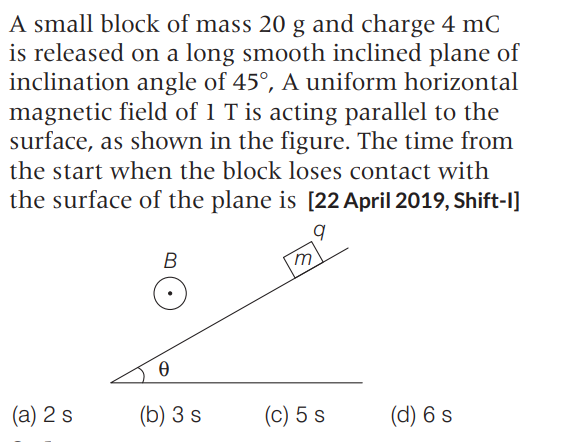 A small block of mass 20 g and charge 4 mC
is released on a long smooth inclined plane of
inclination angle of 45°, A uniform horizontal
magnetic field of 1 T is acting parallel to the
surface, as shown in the figure. The time from
the start when the block loses contact with
the surface of the plane is [22 April 2019, Shift-I]
q
B
m
θ
(a) 2 s (b) 3 s (c) 5 s (d) 6 s